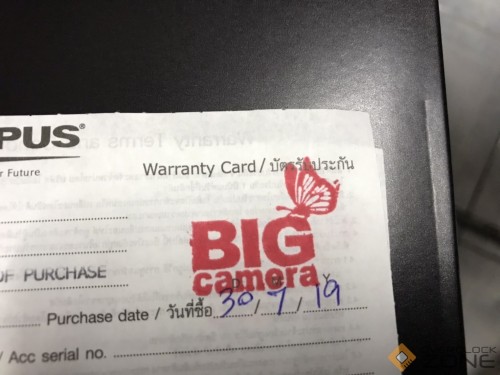 PUS®
r Future
Warranty Card / บัตรรับประกัน
BIG
camera
OF PURCHASE
Purchase date / วันที่ซื้อ 30 / 9 / 19
/ Acc serial no.